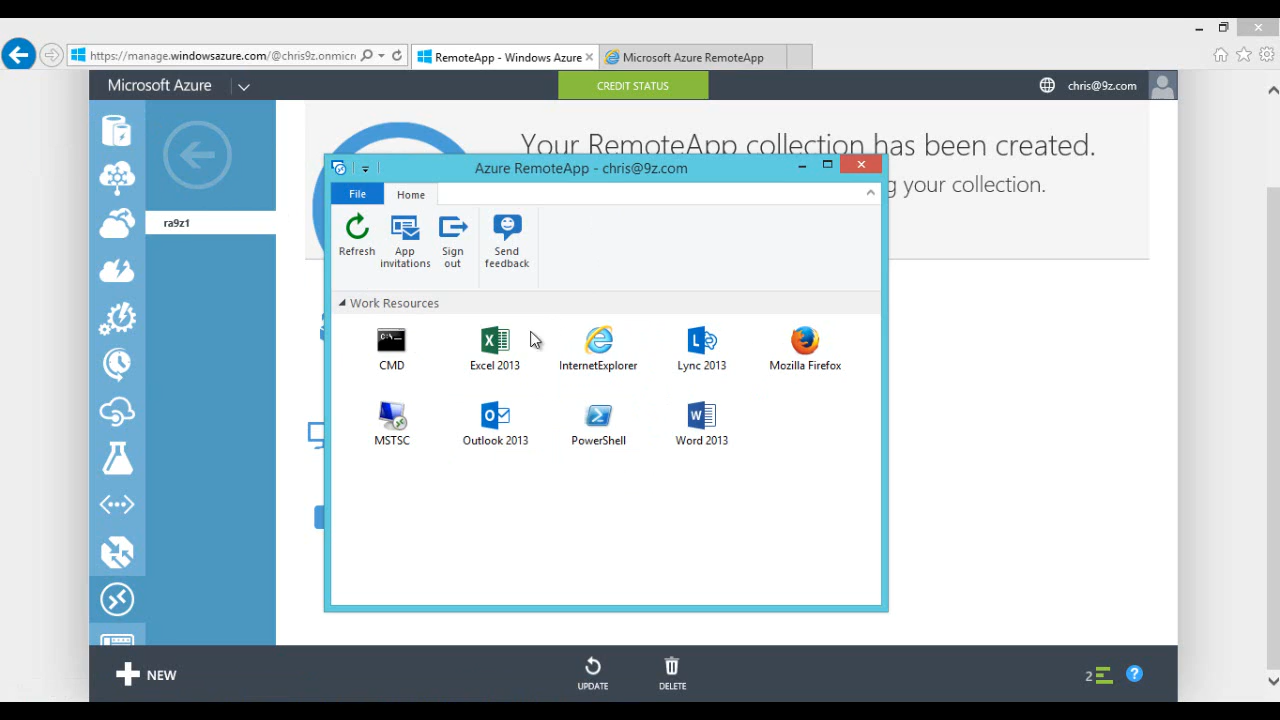 https://manage.windowsazure.com/@chris9z.onmicr
RemoteApp - Windows Azure
Microsoft Azure RemoteApp
Microsoft Azure
CREDIT STATUS
chris@9z.com
Your RemoteApp collection has been created.
g your collection.
ra9z1
Azure RemoteApp - chris@9z.com
File
Home
Refresh
App invitations
Sign out
Send feedback
Work Resources
C:\_
CMD
Excel 2013
InternetExplorer
Lync 2013
Mozilla Firefox
MSTSC
Outlook 2013
PowerShell
Word 2013
NEW
UPDATE
DELETE
2
?